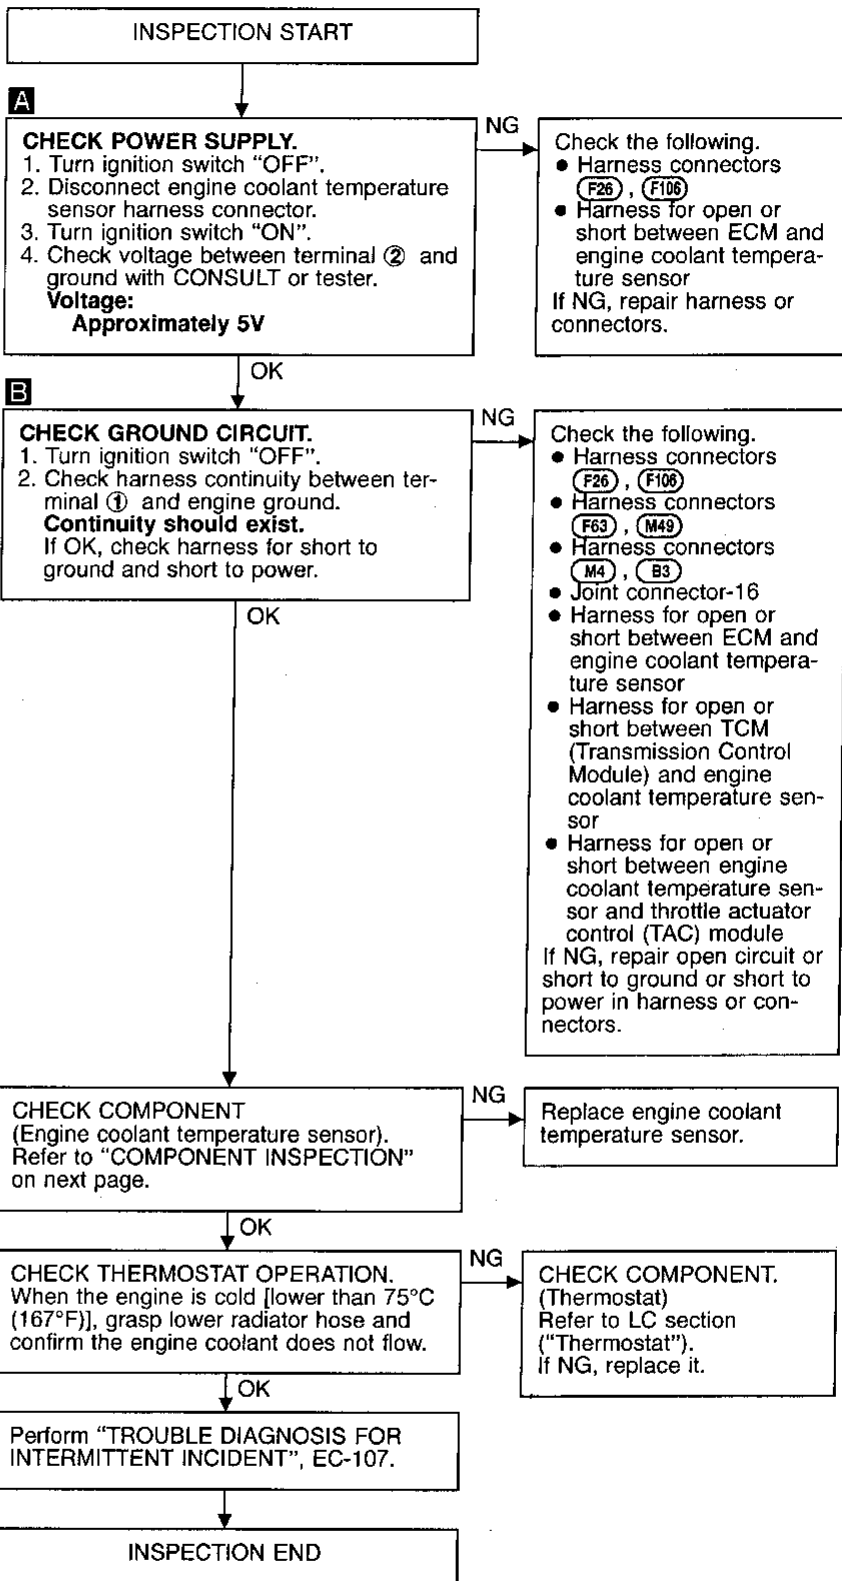 INSPECTION START
A
CHECK POWER SUPPLY.
1. Turn ignition switch "OFF".
2. Disconnect engine coolant temperature
sensor harness connector.
3. Turn ignition switch "ON".
4. Check voltage between terminal ② and
ground with CONSULT or tester.
Voltage:
Approximately 5V
NG
Check the following.
● Harness connectors
F26 , F106
● Harness for open or
short between ECM and
engine coolant tempera-
ture sensor
If NG, repair harness or
connectors.
OK
B
CHECK GROUND CIRCUIT.
1. Turn ignition switch "OFF".
2. Check harness continuity between ter-
minal ① and engine ground.
Continuity should exist.
If OK, check harness for short to
ground and short to power.
NG
Check the following.
● Harness connectors
F26 , F106
● Harness connectors
F63 , M49
● Harness connectors
M4 , B3
● Joint connector-16
● Harness for open or
short between ECM and
engine coolant tempera-
ture sensor
● Harness for open or
short between TCM
(Transmission Control
Module) and engine
coolant temperature sen-
sor
● Harness for open or
short between engine
coolant temperature sen-
sor and throttle actuator
control (TAC) module
If NG, repair open circuit or
short to ground or short to
power in harness or con-
nectors.
OK
CHECK COMPONENT
(Engine coolant temperature sensor).
Refer to "COMPONENT INSPECTION"
on next page.
NG
Replace engine coolant
temperature sensor.
OK
CHECK THERMOSTAT OPERATION.
When the engine is cold [lower than 75°C
(167°F)], grasp lower radiator hose and
confirm the engine coolant does not flow.
NG
CHECK COMPONENT.
(Thermostat)
Refer to LC section
("Thermostat").
If NG, replace it.
OK
Perform "TROUBLE DIAGNOSIS FOR
INTERMITTENT INCIDENT", EC-107.
INSPECTION END